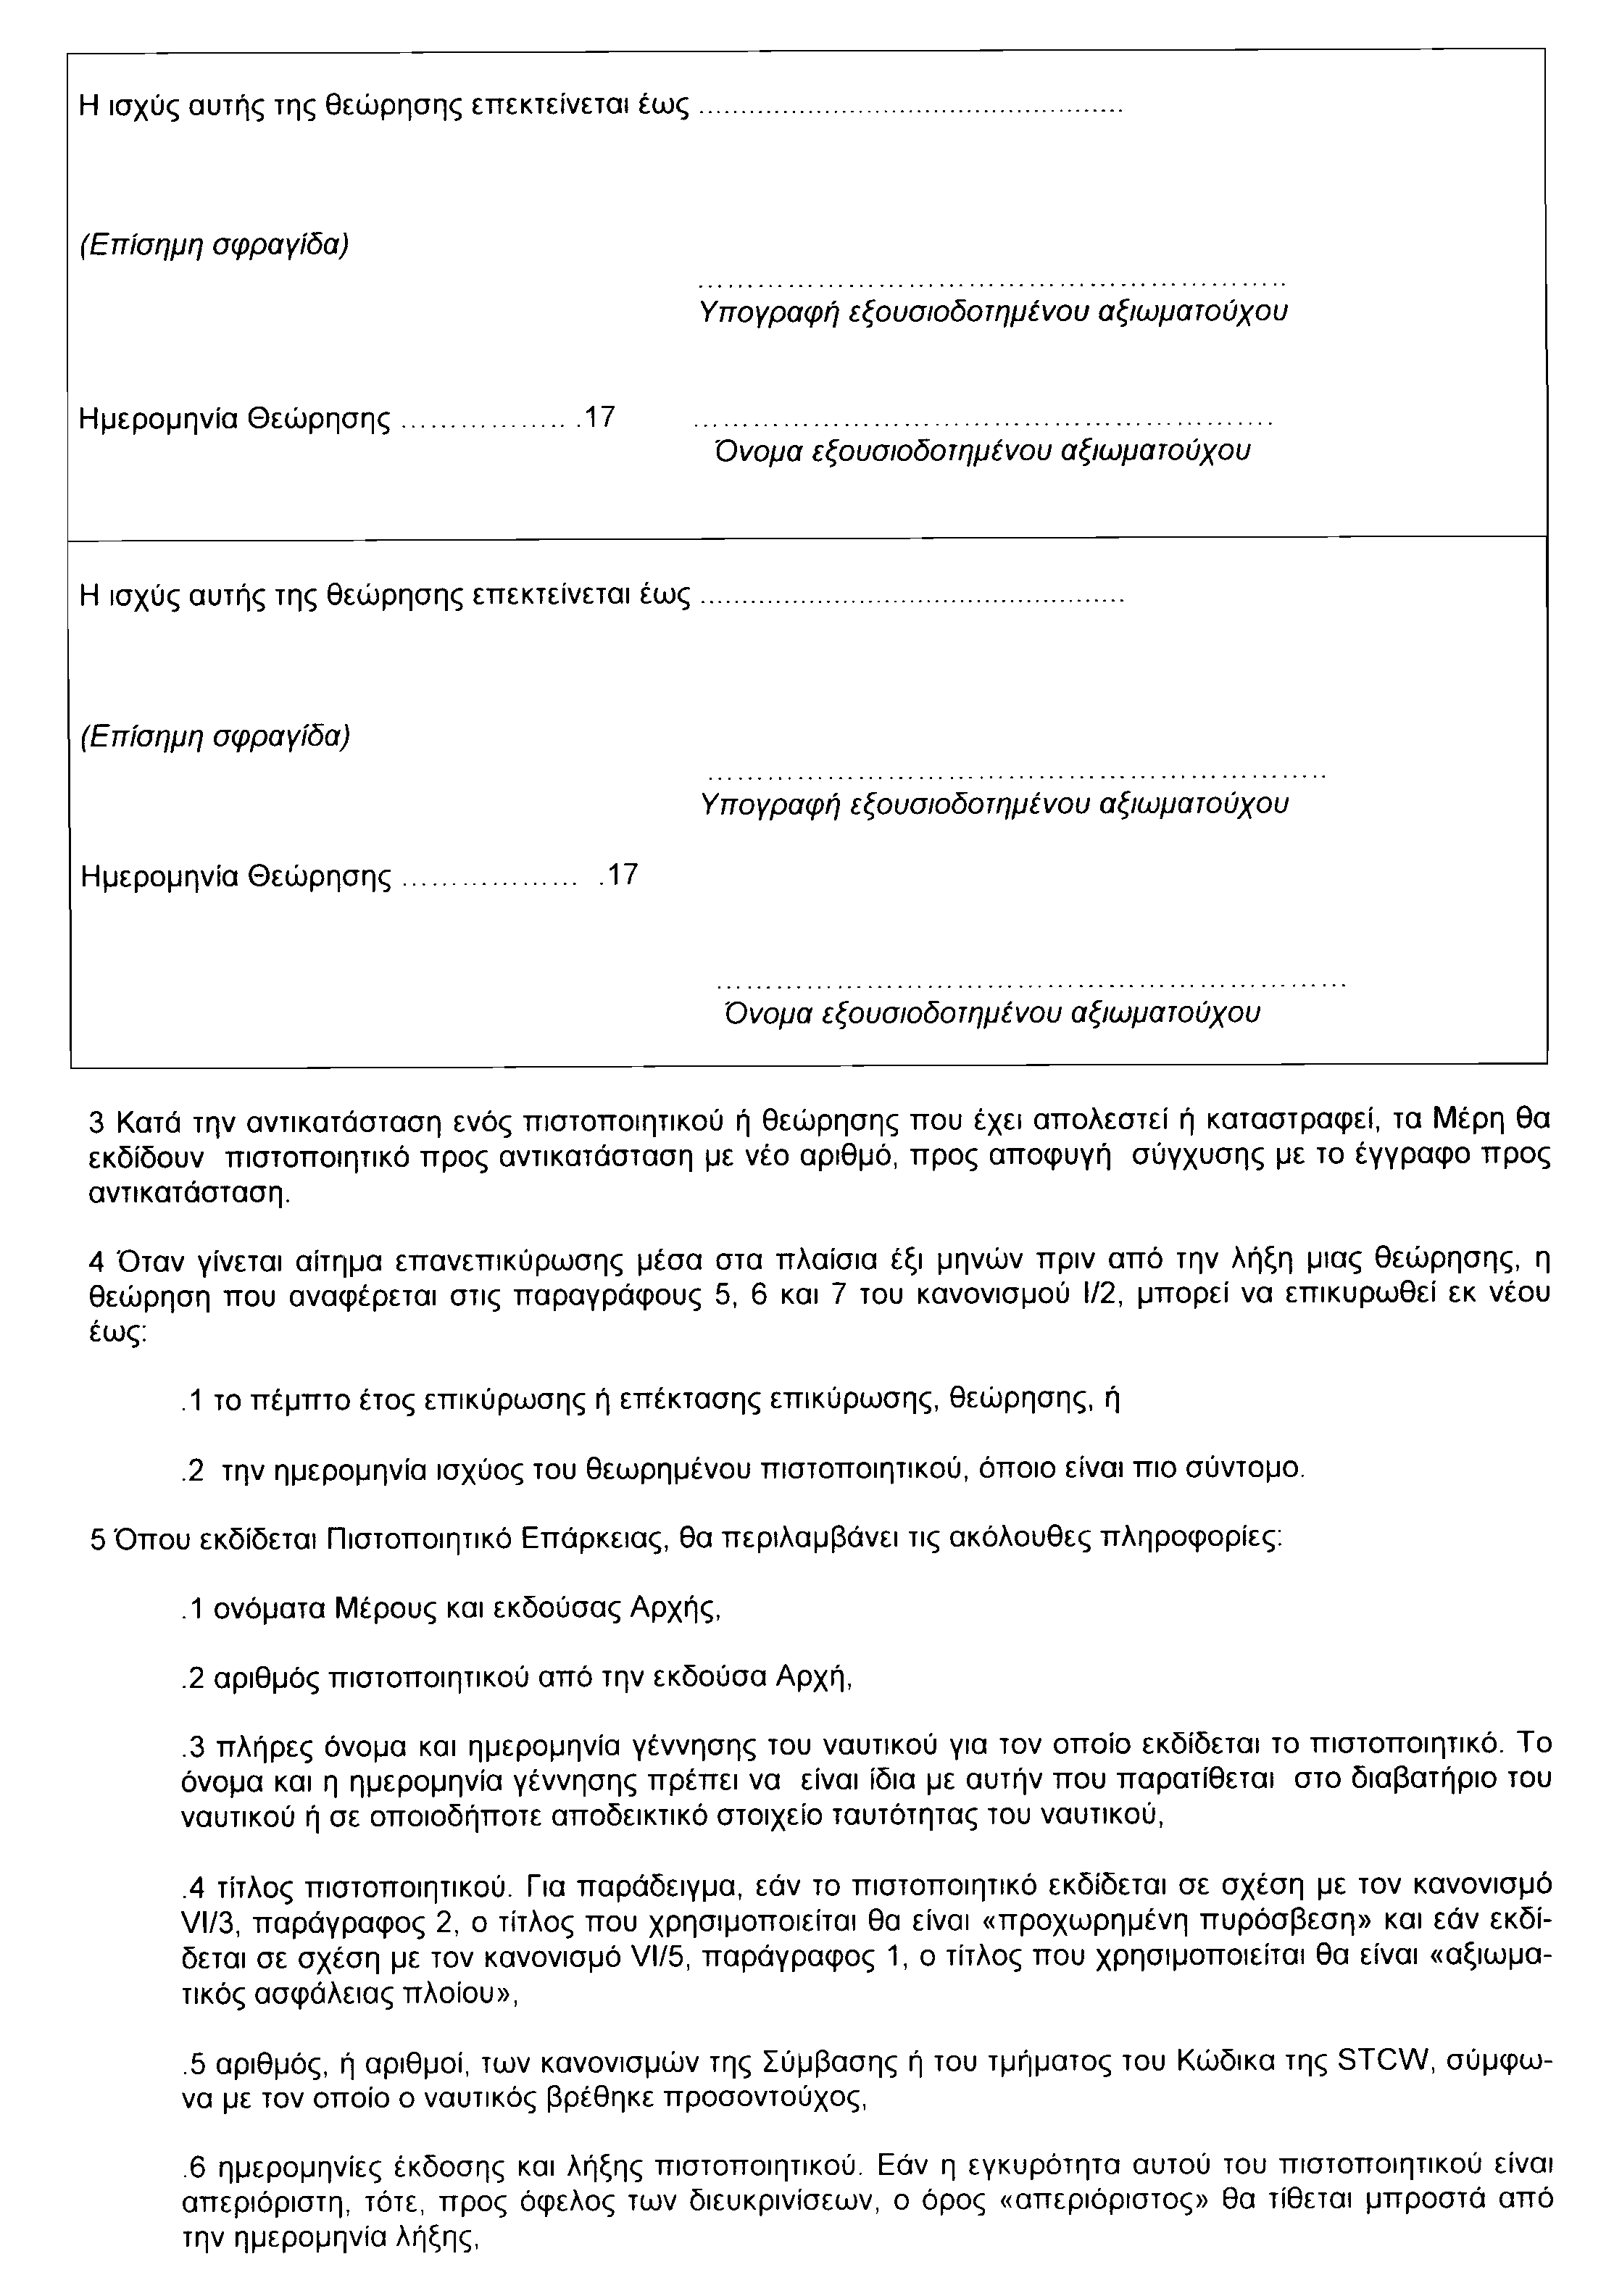 Η ισχύς αυτής της θεώρησης επεκτείνεται έως ....................................................
(Επίσημη σφραγίδα)
................................................................
Υπογραφή εξουσιοδοτημένου αξιωματούχου
Ημερομηνία Θεώρησης ......................17 ................................................................
Όνομα εξουσιοδοτημένου αξιωματούχου
Η ισχύς αυτής της θεώρησης επεκτείνεται έως ....................................................
(Επίσημη σφραγίδα)
....................................................................
Υπογραφή εξουσιοδοτημένου αξιωματούχου
Ημερομηνία Θεώρησης ..................... .17
....................................................................
Όνομα εξουσιοδοτημένου αξιωματούχου
3 Κατά την αντικατάσταση ενός πιστοποιητικού ή θεώρησης που έχει απολεστεί ή καταστραφεί, τα Μέρη θα
εκδίδουν πιστοποιητικό προς αντικατάσταση με νέο αριθμό, προς αποφυγή σύγχυσης με το έγγραφο προς
αντικατάσταση.
4 Όταν γίνεται αίτημα επανεπικύρωσης μέσα στα πλαίσια έξι μηνών πριν από την λήξη μιας θεώρησης, η
θεώρηση που αναφέρεται στις παραγράφους 5, 6 και 7 του κανονισμού Ι/2, μπορεί να επικυρωθεί εκ νέου
έως:
.1 το πέμπτο έτος επικύρωσης ή επέκτασης επικύρωσης, θεώρησης, ή
.2 την ημερομηνία ισχύος του θεωρημένου πιστοποιητικού, όποιο είναι πιο σύντομο.
5 Όπου εκδίδεται Πιστοποιητικό Επάρκειας, θα περιλαμβάνει τις ακόλουθες πληροφορίες:
.1 ονόματα Μέρους και εκδούσας Αρχής,
.2 αριθμός πιστοποιητικού από την εκδούσα Αρχή,
.3 πλήρες όνομα και ημερομηνία γέννησης του ναυτικού για τον οποίο εκδίδεται το πιστοποιητικό. Το
όνομα και η ημερομηνία γέννησης πρέπει να είναι ίδια με αυτήν που παρατίθεται στο διαβατήριο του
ναυτικού ή σε οποιοδήποτε αποδεικτικό στοιχείο ταυτότητας του ναυτικού,
.4 τίτλος πιστοποιητικού. Για παράδειγμα, εάν το πιστοποιητικό εκδίδεται σε σχέση με τον κανονισμό
VI/3, παράγραφος 2, ο τίτλος που χρησιμοποιείται θα είναι «προχωρημένη πυρόσβεση» και εάν εκδί-
δεται σε σχέση με τον κανονισμό VI/5, παράγραφος 1, ο τίτλος που χρησιμοποιείται θα είναι «αξιωμα-
τικός ασφάλειας πλοίου»,
.5 αριθμός, ή αριθμοί, των κανονισμών της Σύμβασης ή του τμήματος του Κώδικα της STCW, σύμφω-
να με τον οποίο ο ναυτικός βρέθηκε προσοντούχος,
.6 ημερομηνίες έκδοσης και λήξης πιστοποιητικού. Εάν η εγκυρότητα αυτού του πιστοποιητικού είναι
απεριόριστη, τότε, προς όφελος των διευκρινίσεων, ο όρος «απεριόριστος» θα τίθεται μπροστά από
την ημερομηνία λήξης,